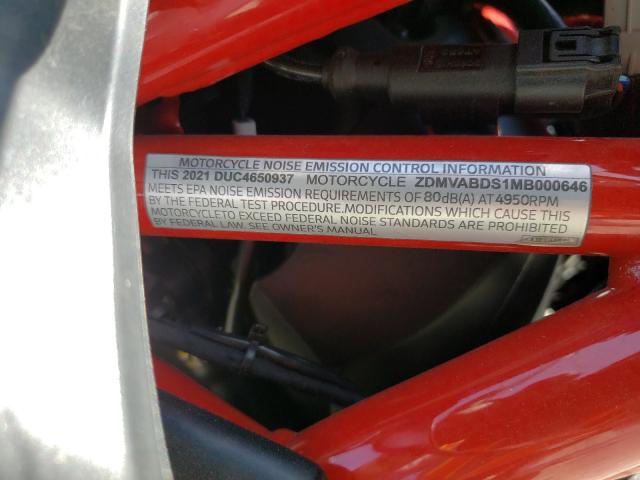 MOTORCYCLE NOISE EMISSION CONTROL INFORMATION
THIS 2021 DUC4650937 MOTORCYCLE ZDMVABDS1MB000646
MEETS EPA NOISE EMISSION REQUIREMENTS OF 80dB(A) AT 4950RPM
BY THE FEDERAL TEST PROCEDURE.MODIFICATIONS WHICH CAUSE THIS
MOTORCYCLETO EXCEED FEDERAL NOISE STANDARDS ARE PROHIBITED
BY FEDERAL LAW. SEE OWNER'S MANUAL.